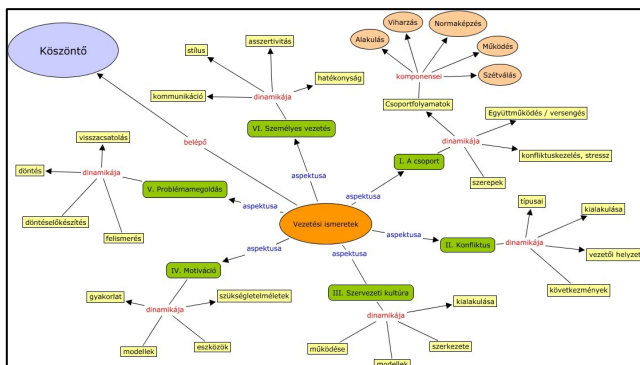 Köszöntő
Alakulás
Viharzás
Normaképzés
Működés
Szétválás
komponensei
Csoportfolyamatok
asszertivitás
stílus
hatékonyság
kommunikáció
dinamikája
VI. Személyes vezetés
belépő
aspektusa
Együttműködés / versengés
dinamikája
konfliktuskezelés, stressz
szerepek
I. A csoport
aspektusa
visszacsatolás
döntés
dinamikája
döntéselőkészítés
felismerés
V. Problémamegoldás
aspektusa
Vezetési ismeretek
aspektusa
II. Konfliktus
típusai
kialakulása
dinamikája
vezetői helyzet
következmények
aspektusa
IV. Motiváció
gyakorlat
szükségletelméletek
dinamikája
modellek
eszközök
aspektusa
III. Szervezeti kultúra
kialakulása
dinamikája
működése
szerkezete
modellek